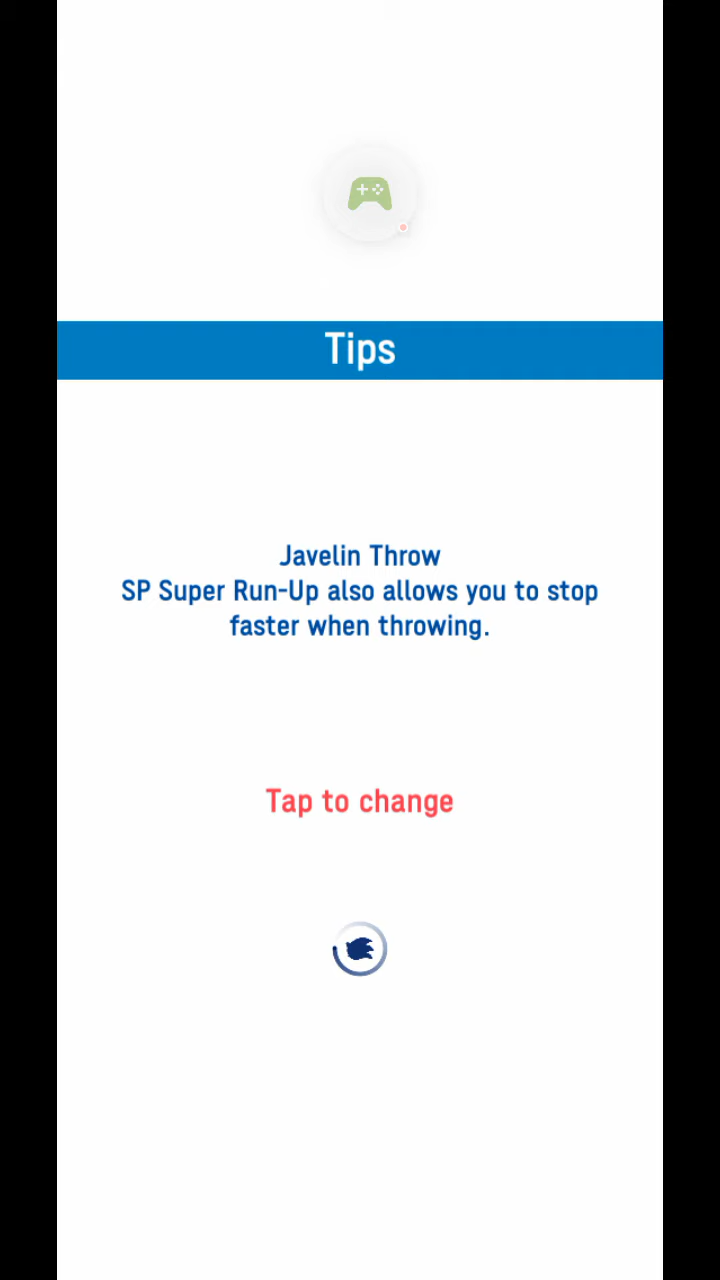 Tips
Javelin Throw
SP Super Run-Up also allows you to stop
faster when throwing.
Tap to change